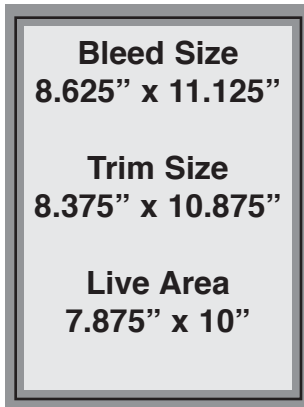 Bleed Size
8.625” x 11.125”
Trim Size
8.375” x 10.875”
Live Area
7.875” x 10”